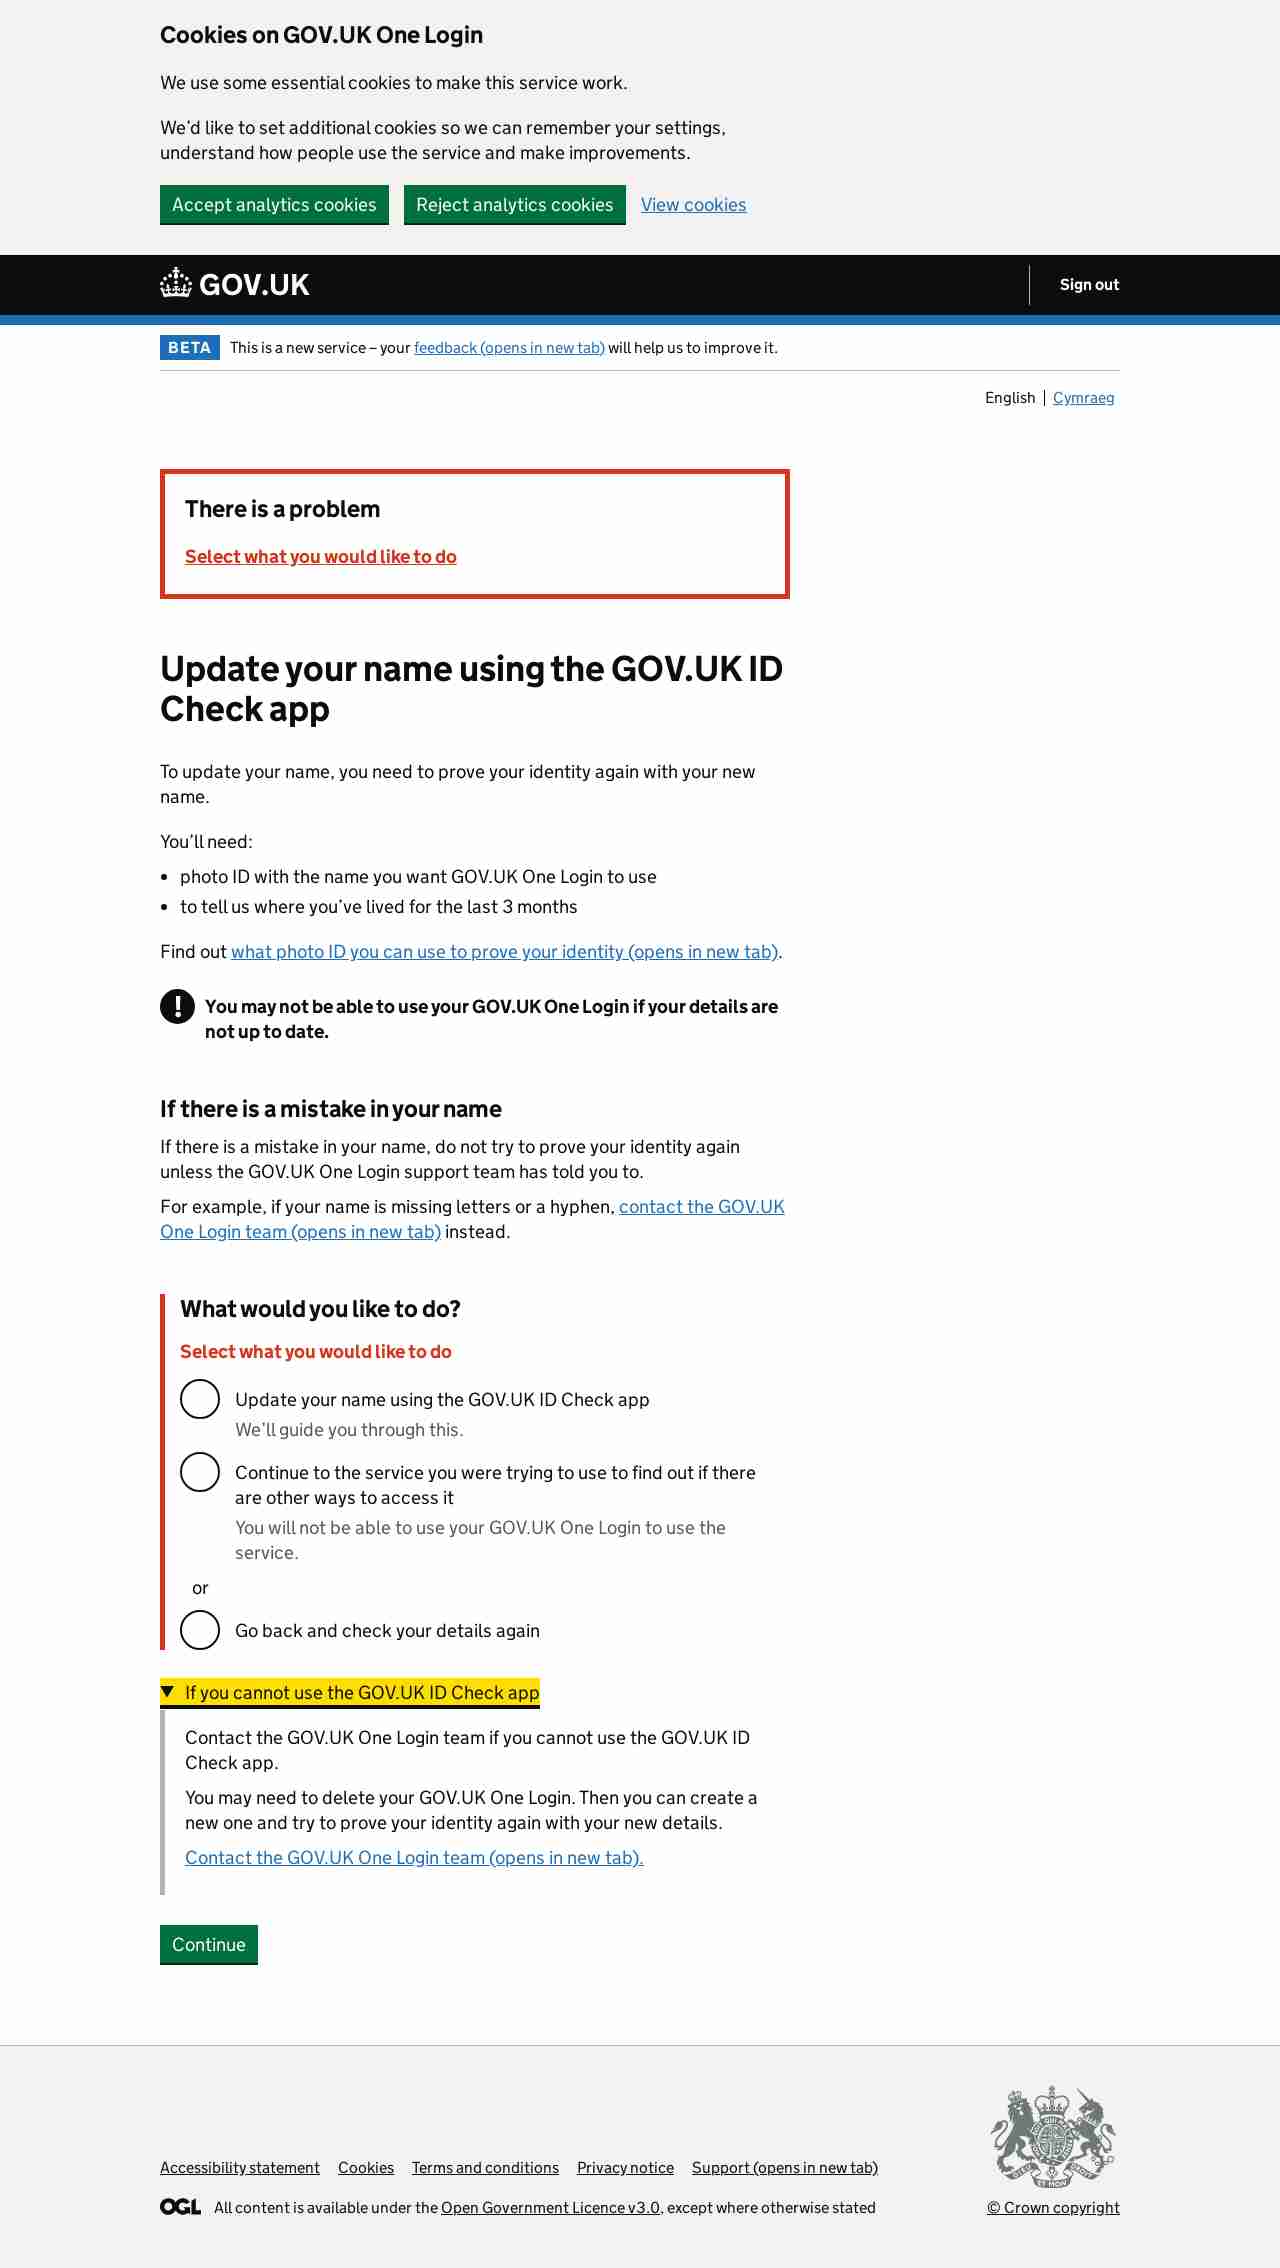 Cookies on GOV.UK One Login
We use some essential cookies to make this service work.
We’d like to set additional cookies so we can remember your settings,
understand how people use the service and make improvements.
Accept analytics cookies Reject analytics cookies View cookies
GOV.UK Sign out
BETA This is a new service – your feedback (opens in new tab) will help us to improve it.
English Cymraeg
There is a problem
Select what you would like to do
Update your name using the GOV.UK ID
Check app
To update your name, you need to prove your identity again with your new
name.
You’ll need:
• photo ID with the name you want GOV.UK One Login to use
• to tell us where you’ve lived for the last 3 months
Find out what photo ID you can use to prove your identity (opens in new tab).
! You may not be able to use your GOV.UK One Login if your details are
not up to date.
If there is a mistake in your name
If there is a mistake in your name, do not try to prove your identity again
unless the GOV.UK One Login support team has told you to.
For example, if your name is missing letters or a hyphen, contact the GOV.UK
One Login team (opens in new tab) instead.
What would you like to do?
Select what you would like to do
Update your name using the GOV.UK ID Check app
We’ll guide you through this.
Continue to the service you were trying to use to find out if there
are other ways to access it
You will not be able to use your GOV.UK One Login to use the
service.
or
Go back and check your details again
If you cannot use the GOV.UK ID Check app
Contact the GOV.UK One Login team if you cannot use the GOV.UK ID
Check app.
You may need to delete your GOV.UK One Login. Then you can create a
new one and try to prove your identity again with your new details.
Contact the GOV.UK One Login team (opens in new tab).
Continue
Accessibility statement Cookies Terms and conditions Privacy notice Support (opens in new tab)
OGL All content is available under the Open Government Licence v3.0, except where otherwise stated
© Crown copyright